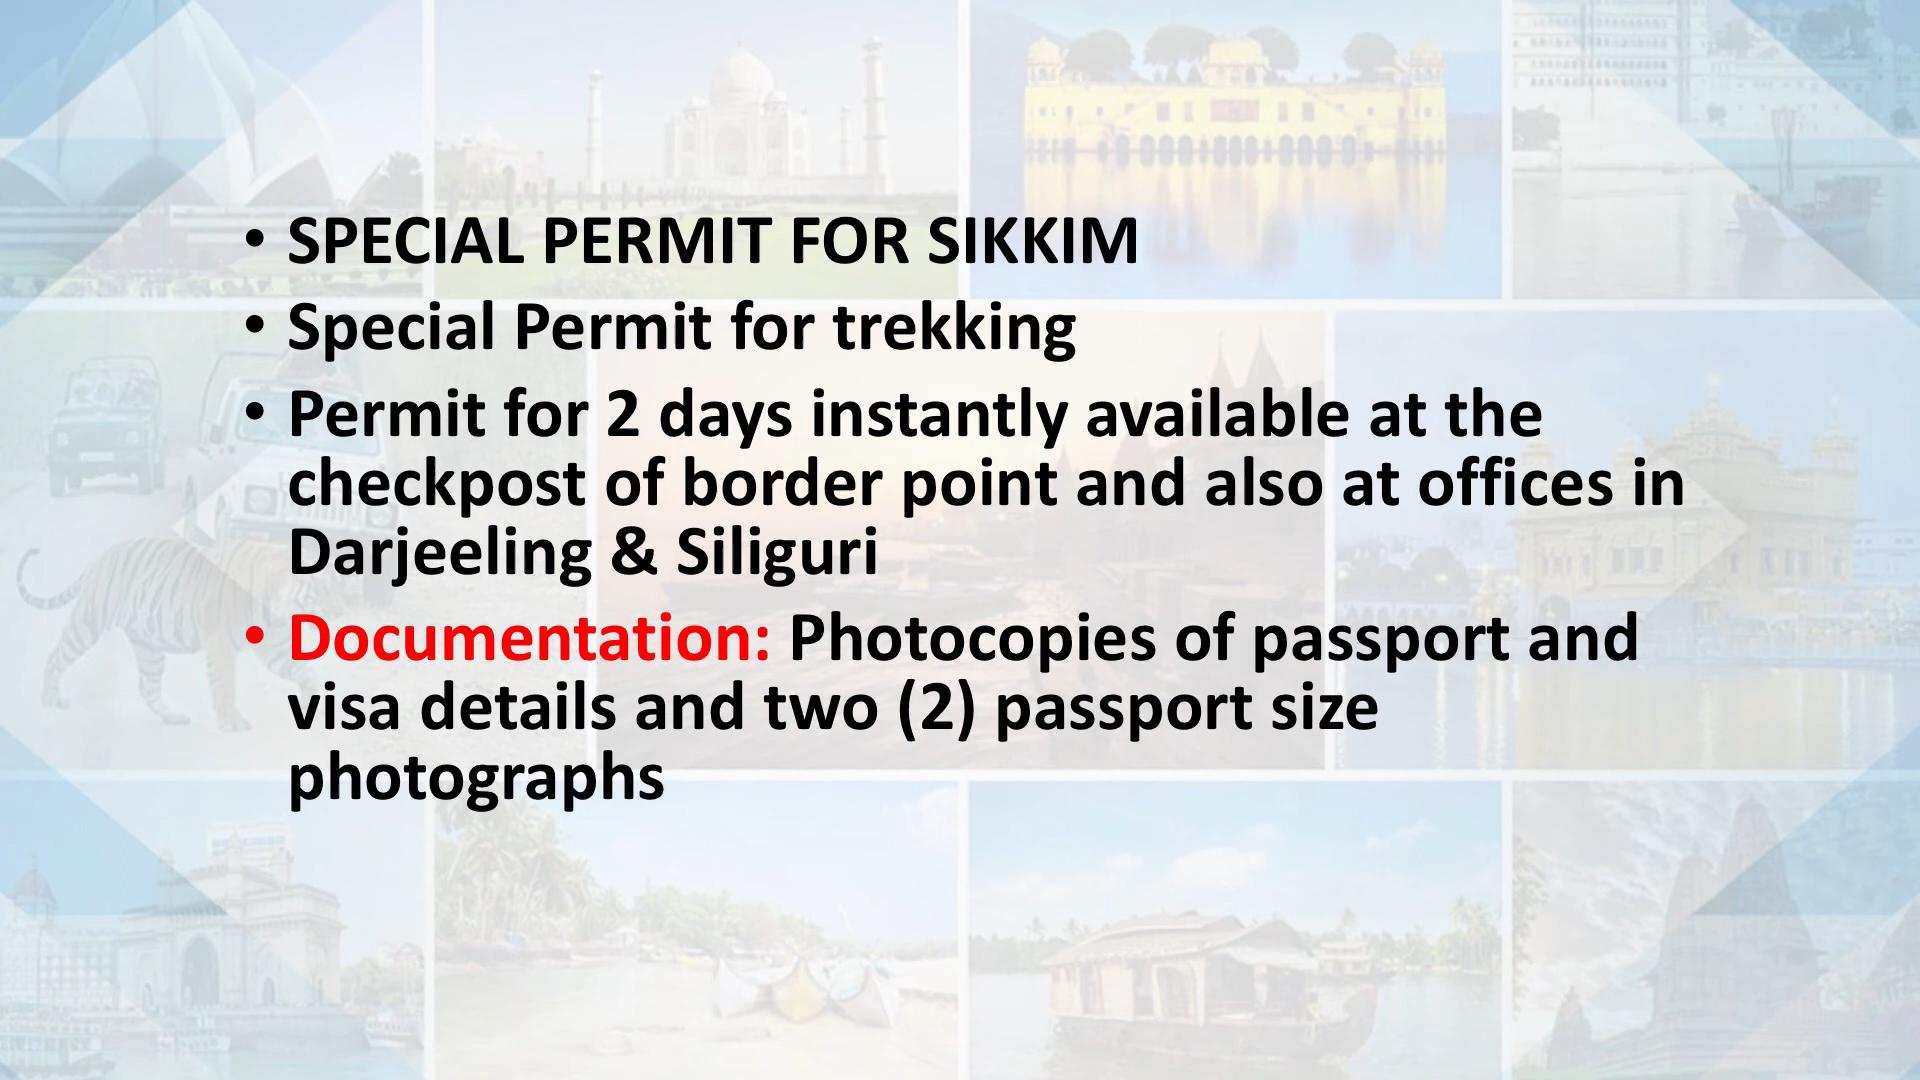 • SPECIAL PERMIT FOR SIKKIM
• Special Permit for trekking
• Permit for 2 days instantly available at the
checkpost of border point and also at offices in
Darjeeling & Siliguri
• Documentation: Photocopies of passport and
visa details and two (2) passport size
photographs